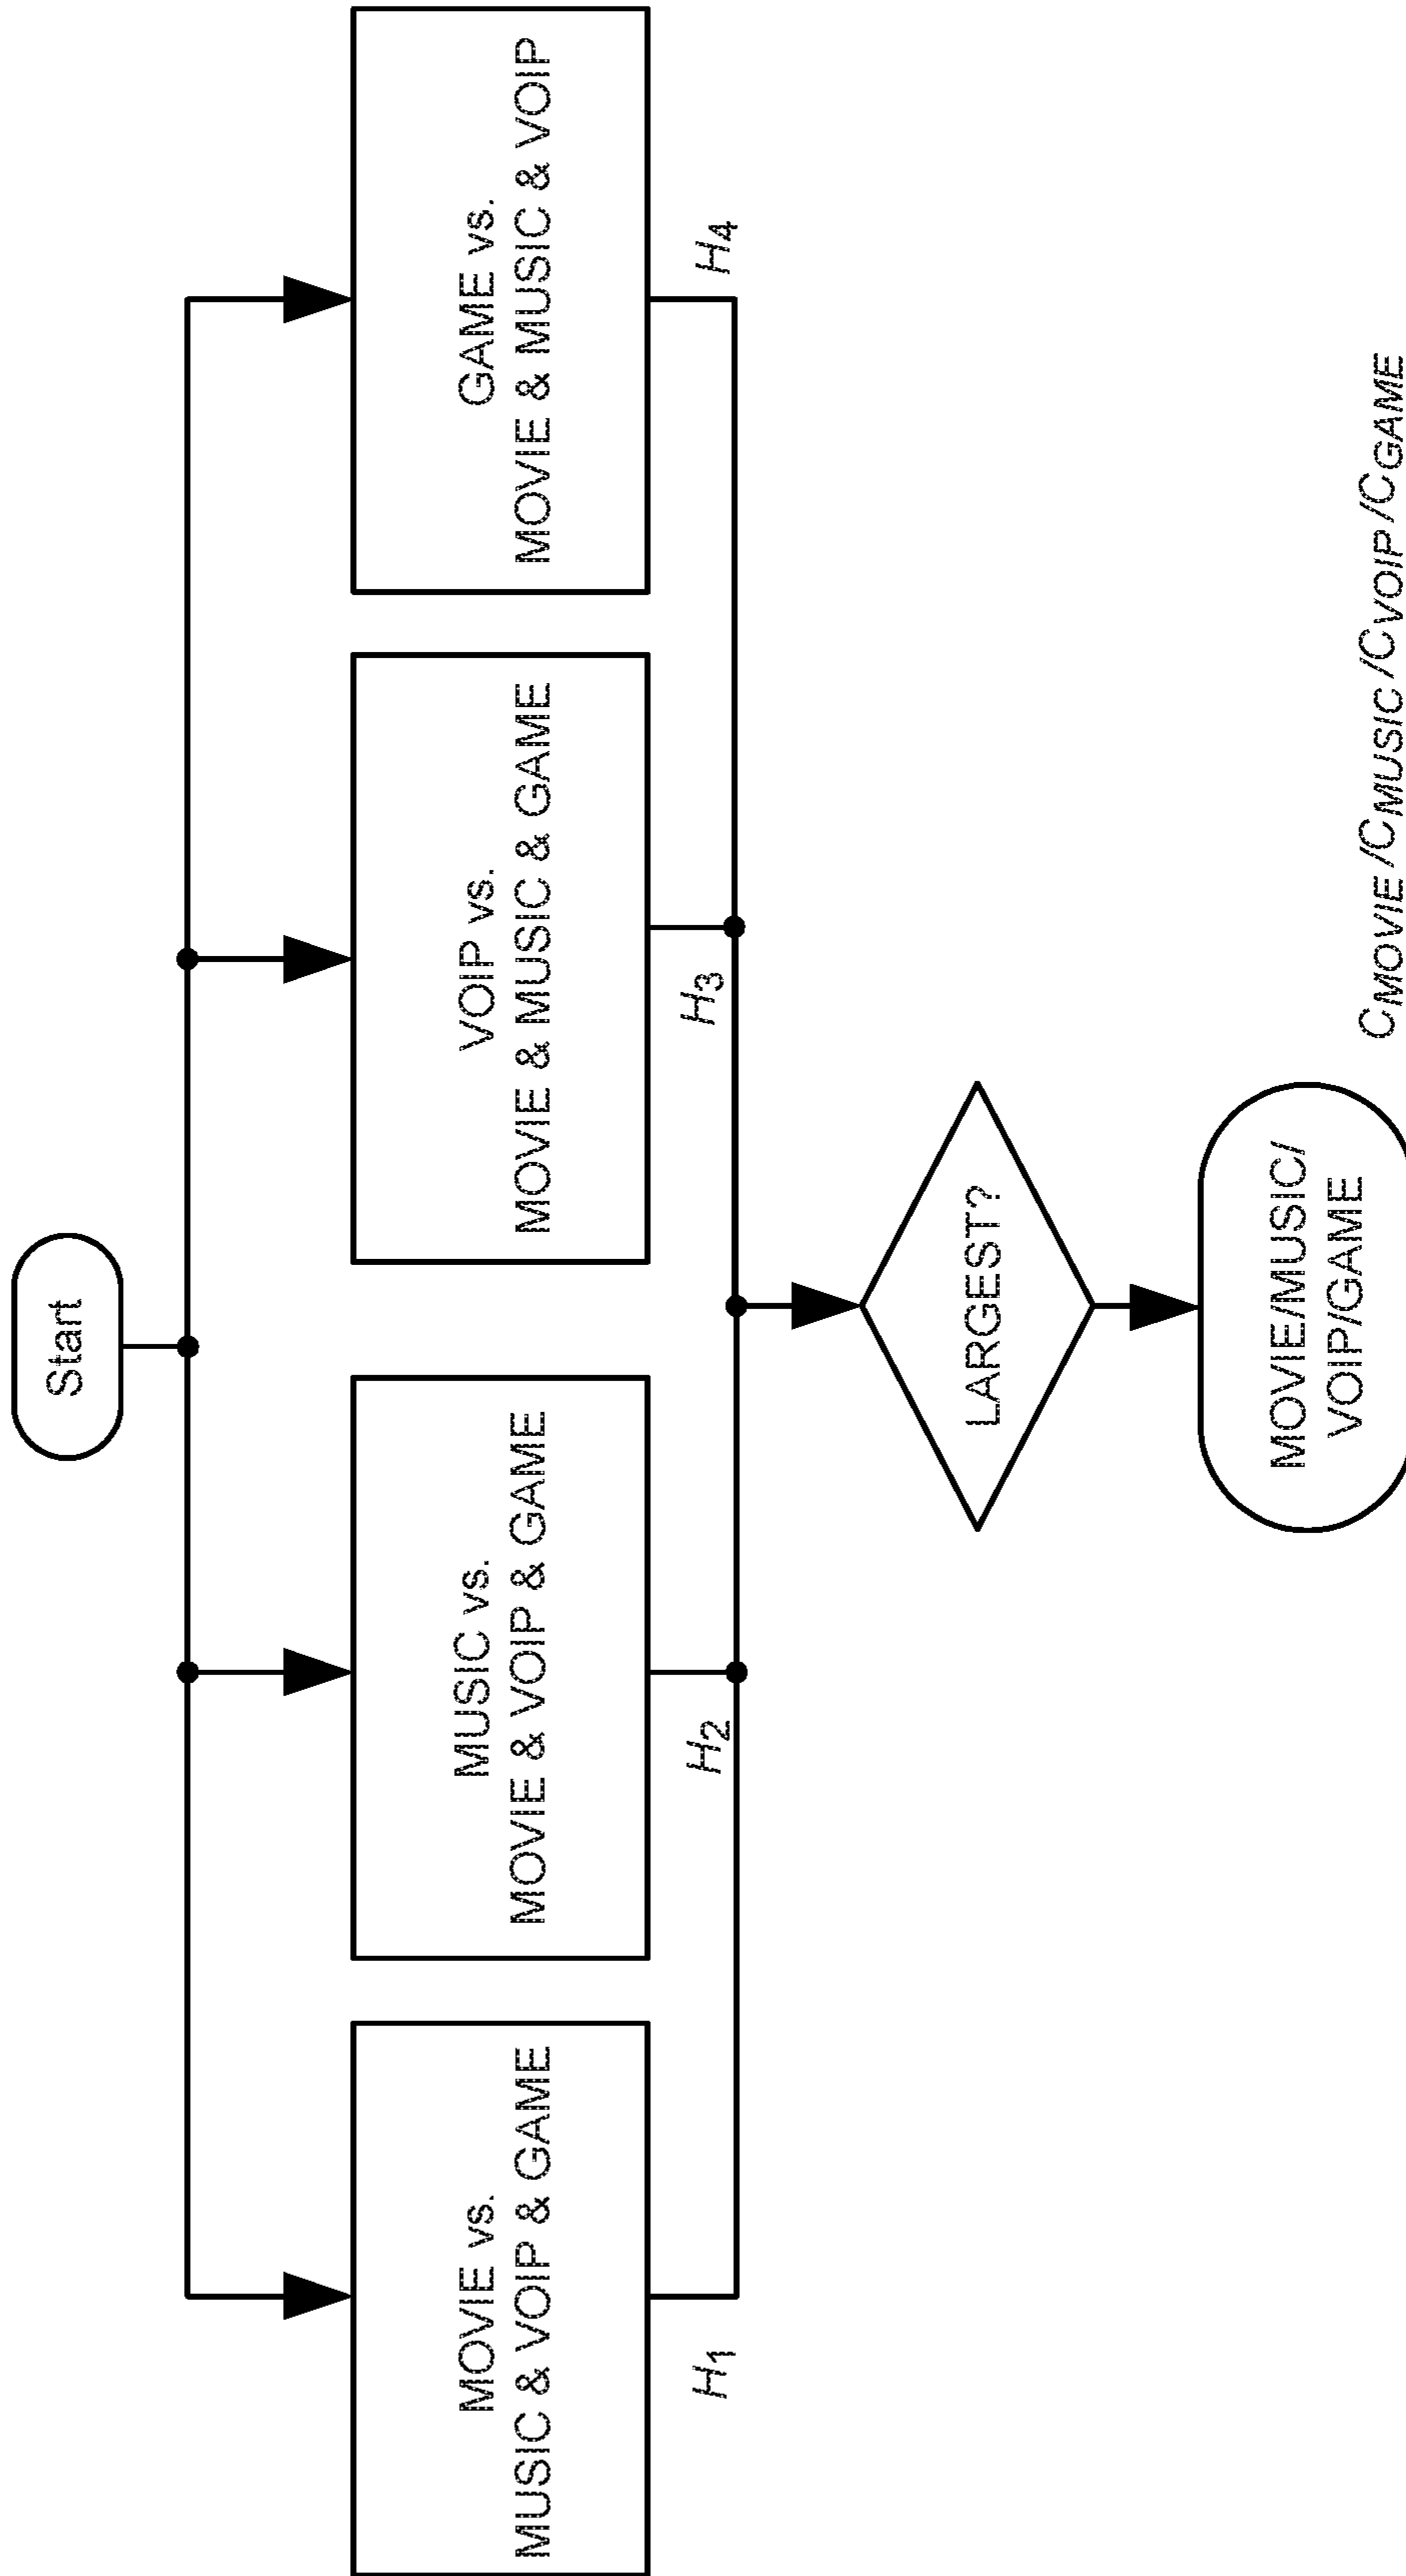 Start
MOVIE vs.
MUSIC & VOIP & GAME
MUSIC vs.
MOVIE & VOIP & GAME
VOIP vs.
MOVIE & MUSIC & GAME
GAME vs.
MOVIE & MUSIC & VOIP
H1
H2
H3
H4
LARGEST?
MOVIE/MUSIC/
VOIP/GAME
CMOVIE /CMUSIC /CVOIP /CGAME